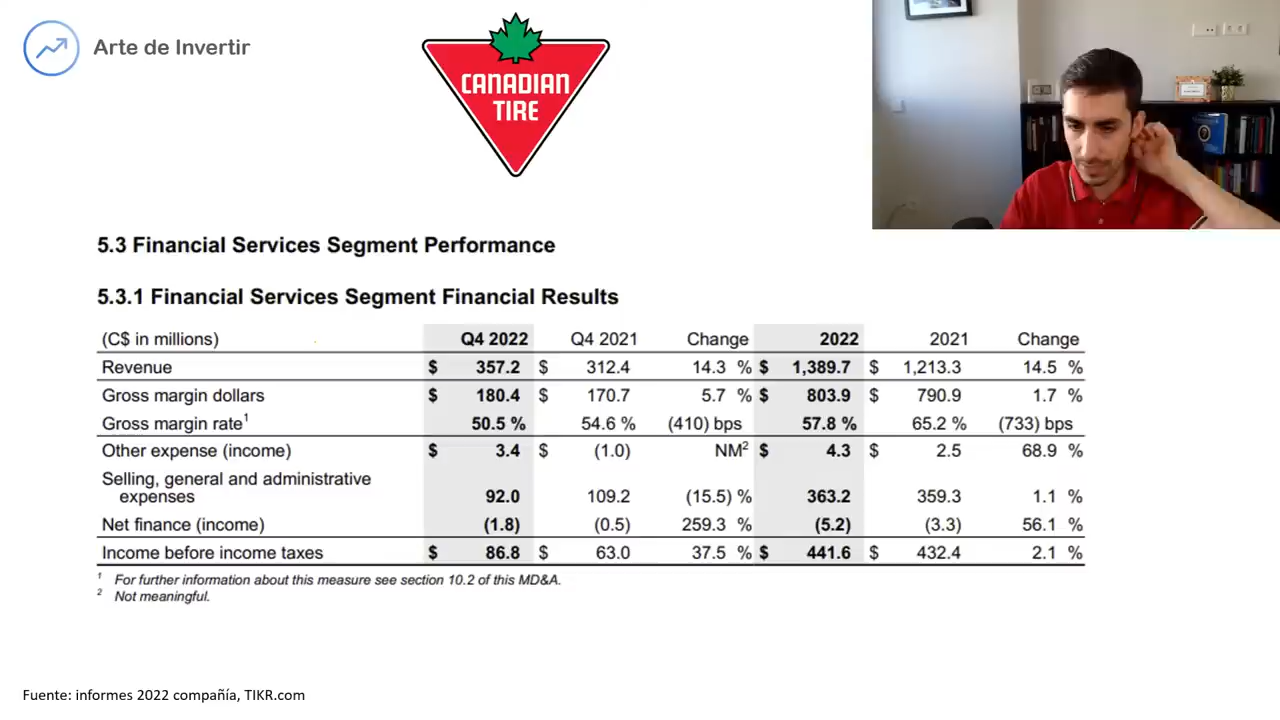 Arte de Invertir
CANADIAN
TIRE
5.3 Financial Services Segment Performance
5.3.1 Financial Services Segment Financial Results
(C$ in millions) Q4 2022 Q4 2021 Change 2022 2021 Change
Revenue $ 357.2 $ 312.4 14.3 % $ 1,389.7 $ 1,213.3 14.5 %
Gross margin dollars $ 180.4 $ 170.7 5.7 % $ 803.9 $ 790.9 1.7 %
Gross margin rate¹ 50.5 % 54.6 % (410) bps 57.8 % 65.2 % (733) bps
Other expense (income) $ 3.4 $ (1.0) NM² $ 4.3 $ 2.5 68.9 %
Selling, general and administrative
expenses 92.0 109.2 (15.5) % 363.2 359.3 1.1 %
Net finance (income) (1.8) (0.5) 259.3 % (5.2) (3.3) 56.1 %
Income before income taxes $ 86.8 $ 63.0 37.5 % $ 441.6 $ 432.4 2.1 %
¹ For further information about this measure see section 10.2 of this MD&A.
² Not meaningful.
Fuente: informes 2022 compañía, TIKR.com